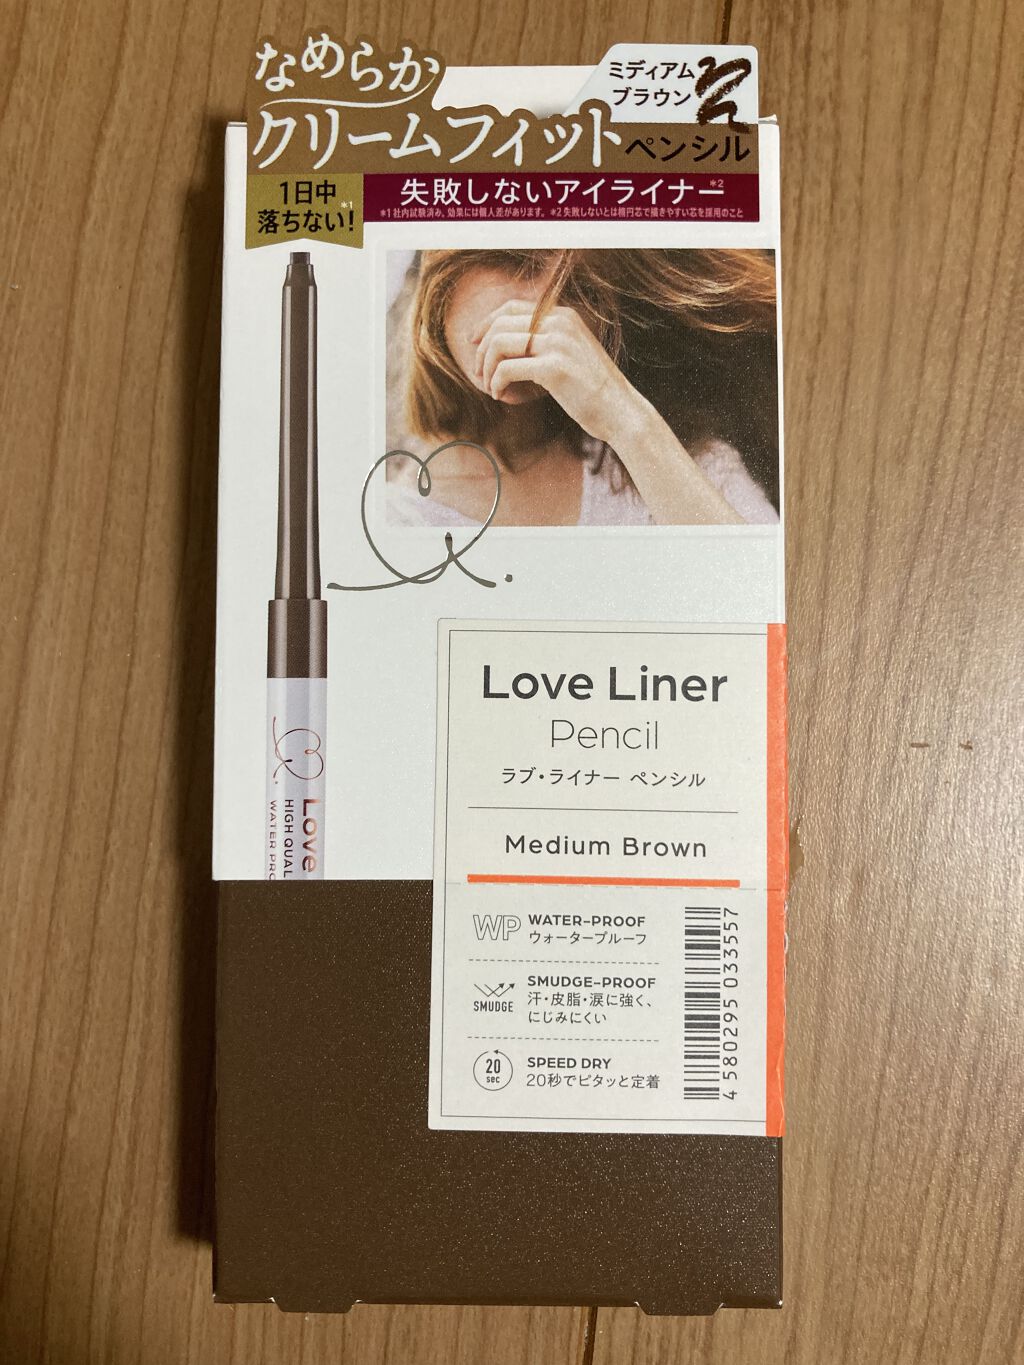 なめらか
クリームフィット ペンシル
ミディアム
ブラウン
1日中
落ちない!*1
失敗しないアイライナー*2
*1 社内試験済み、効果には個人差があります。*2 失敗しないとは楕円芯で描きやすい芯を採用のこと
Love Liner
Pencil
ラブ・ライナー ペンシル
Medium Brown
WP
WATER-PROOF
ウォータープルーフ
SMUDGE
SMUDGE-PROOF
汗・皮脂・涙に強く、
にじみにくい
20
sec
SPEED DRY
20秒でピタッと定着
4 580295 033557
Love
HIGH QUAL
WATER PRO